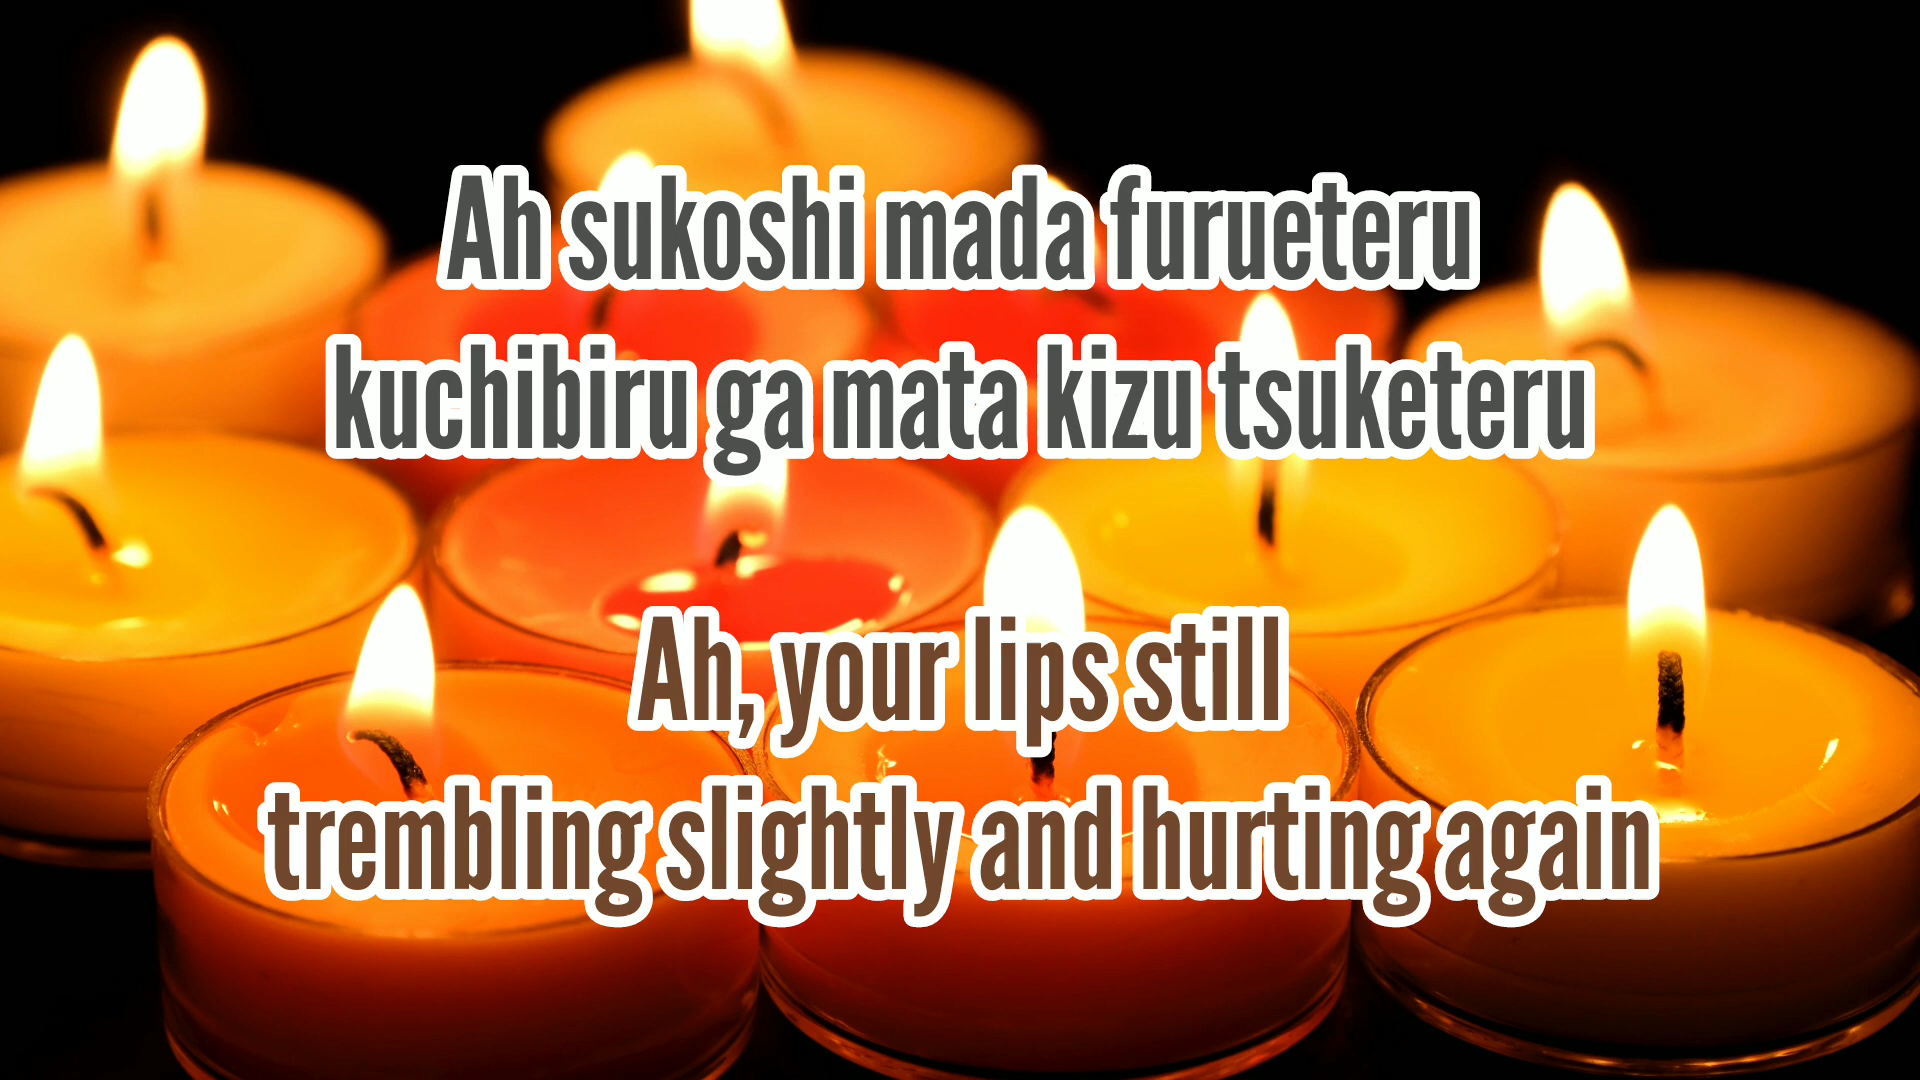 Ah sukoshi mada furueteru
kuchibiru ga mata kizu tsuketeru
Ah, your lips still
trembling slightly and hurting again